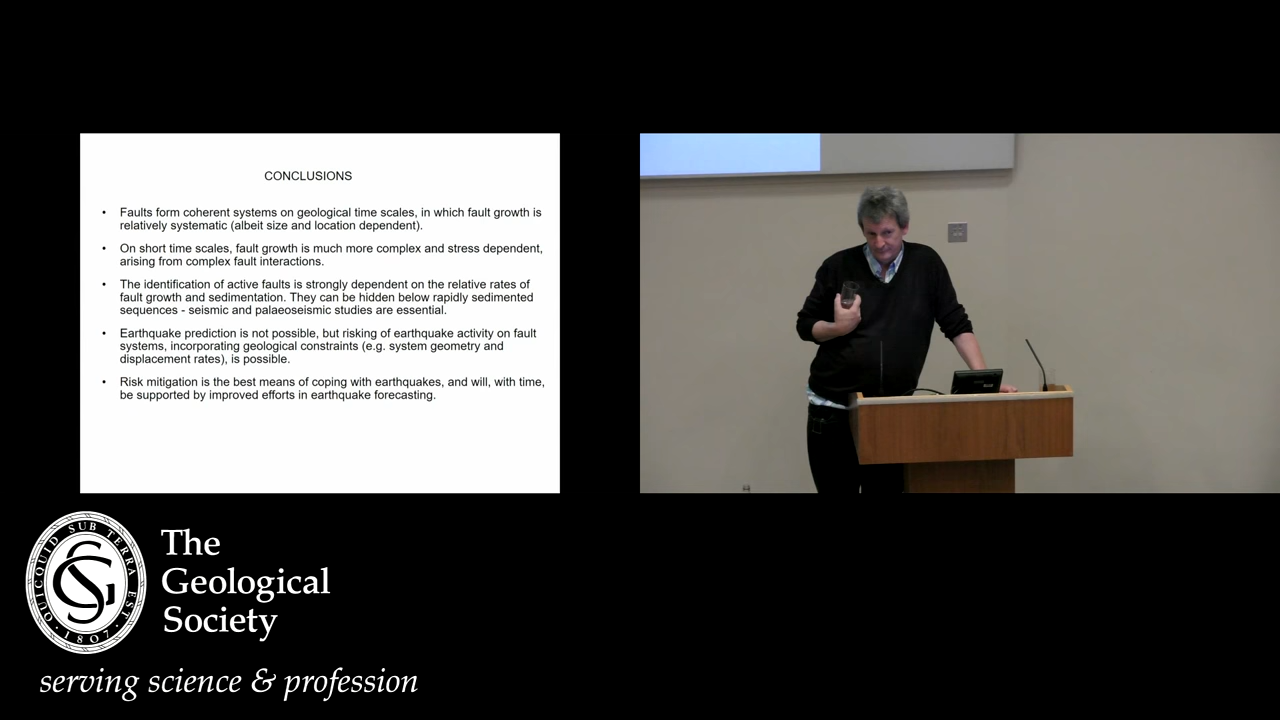 CONCLUSIONS
• Faults form coherent systems on geological time scales, in which fault growth is
relatively systematic (albeit size and location dependent).
• On short time scales, fault growth is much more complex and stress dependent,
arising from complex fault interactions.
• The identification of active faults is strongly dependent on the relative rates of
fault growth and sedimentation. They can be hidden below rapidly sedimented
sequences - seismic and palaeoseismic studies are essential.
• Earthquake prediction is not possible, but risking of earthquake activity on fault
systems, incorporating geological constraints (e.g. system geometry and
displacement rates), is possible.
• Risk mitigation is the best means of coping with earthquakes, and will, with time,
be supported by improved efforts in earthquake forecasting.
QUICQUID SUB TERRA EST
· 1807 ·
GS
The
Geological
Society
serving science & profession